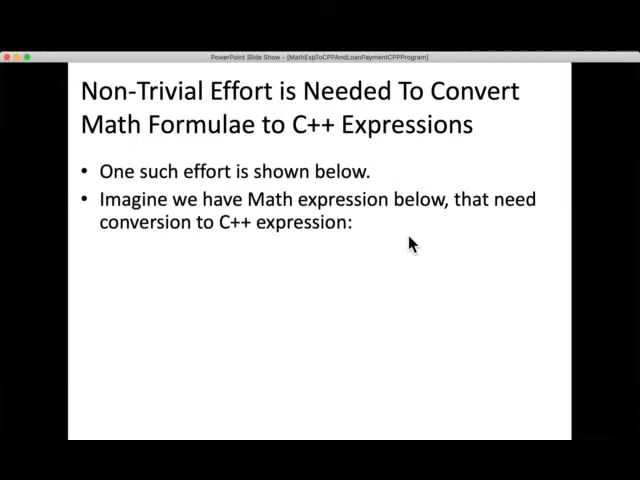 PowerPoint Slide Show - [MathExpToCPPAndLoanPaymentCPPProgram]
Non-Trivial Effort is Needed To Convert
Math Formulae to C++ Expressions
• One such effort is shown below.
• Imagine we have Math expression below, that need
conversion to C++ expression: